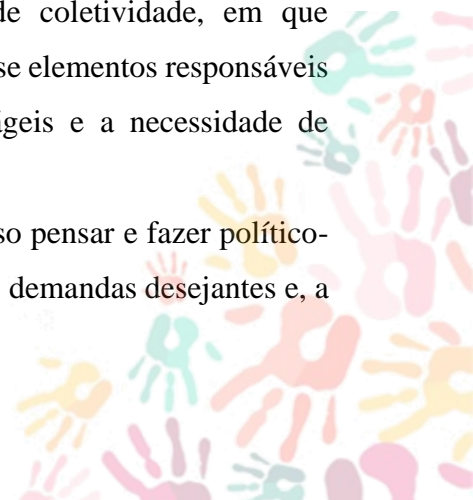 de coletividade, em que
se elementos responsáveis
geis e a necessidade de
so pensar e fazer político-
demandas desejantes e, a